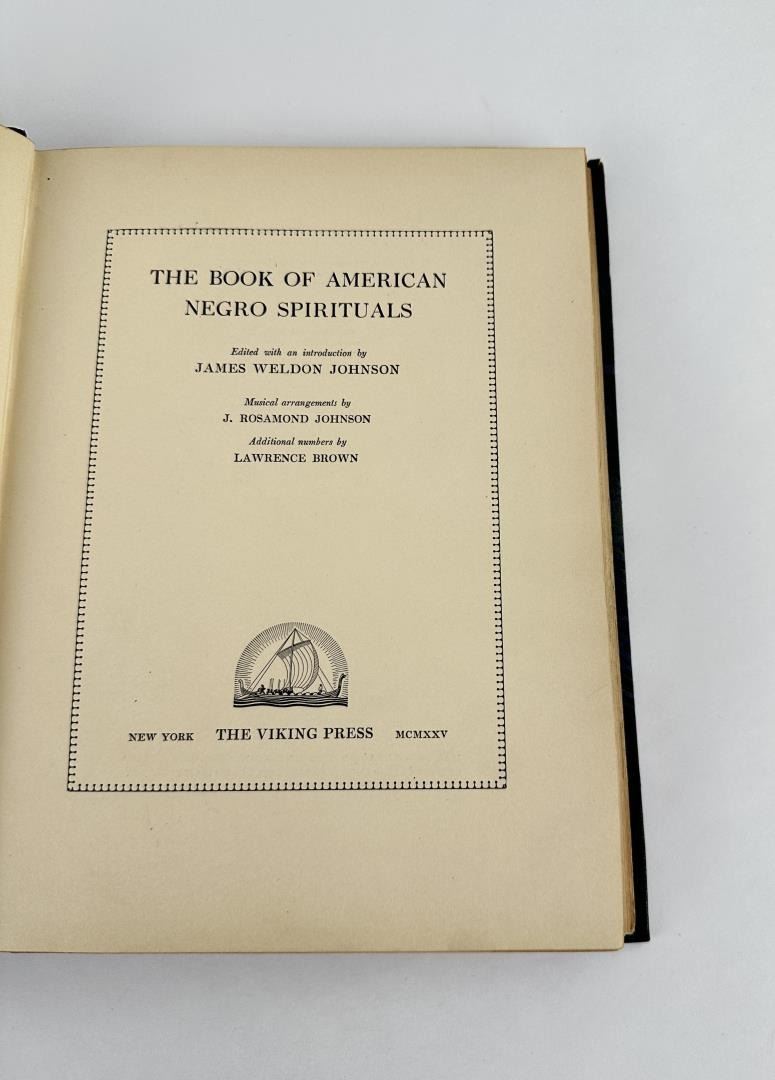 THE BOOK OF AMERICAN
NEGRO SPIRITUALS
Edited with an introduction by
JAMES WELDON JOHNSON
Musical arrangements by
J. ROSAMOND JOHNSON
Additional numbers by
LAWRENCE BROWN
NEW YORK THE VIKING PRESS MCMXXV